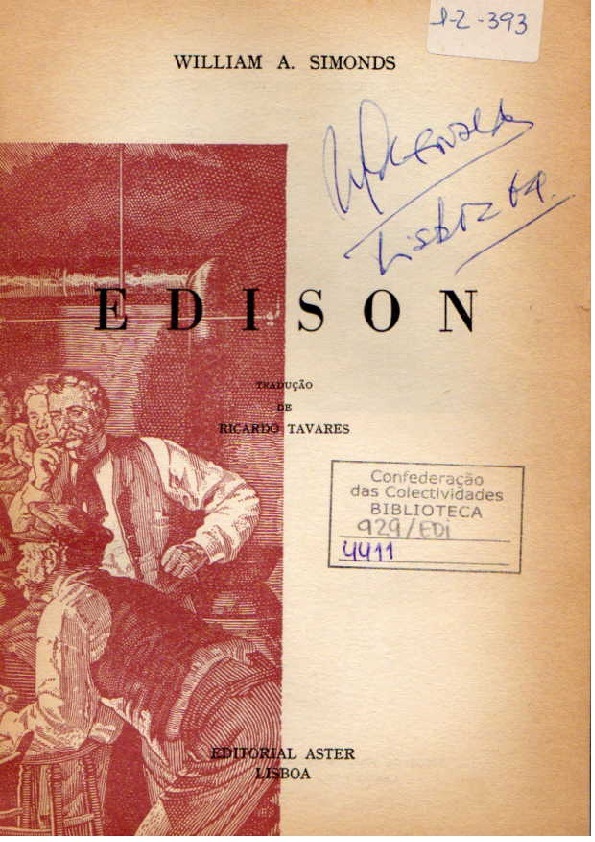 1-2-393
WILLIAM A. SIMONDS
Lisboa
EDISON
TRADUÇÃO
DE
RICARDO TAVARES
Confederação
das Colectividades
BIBLIOTECA
929/EDI
4411
EDITORIAL ASTER
LISBOA